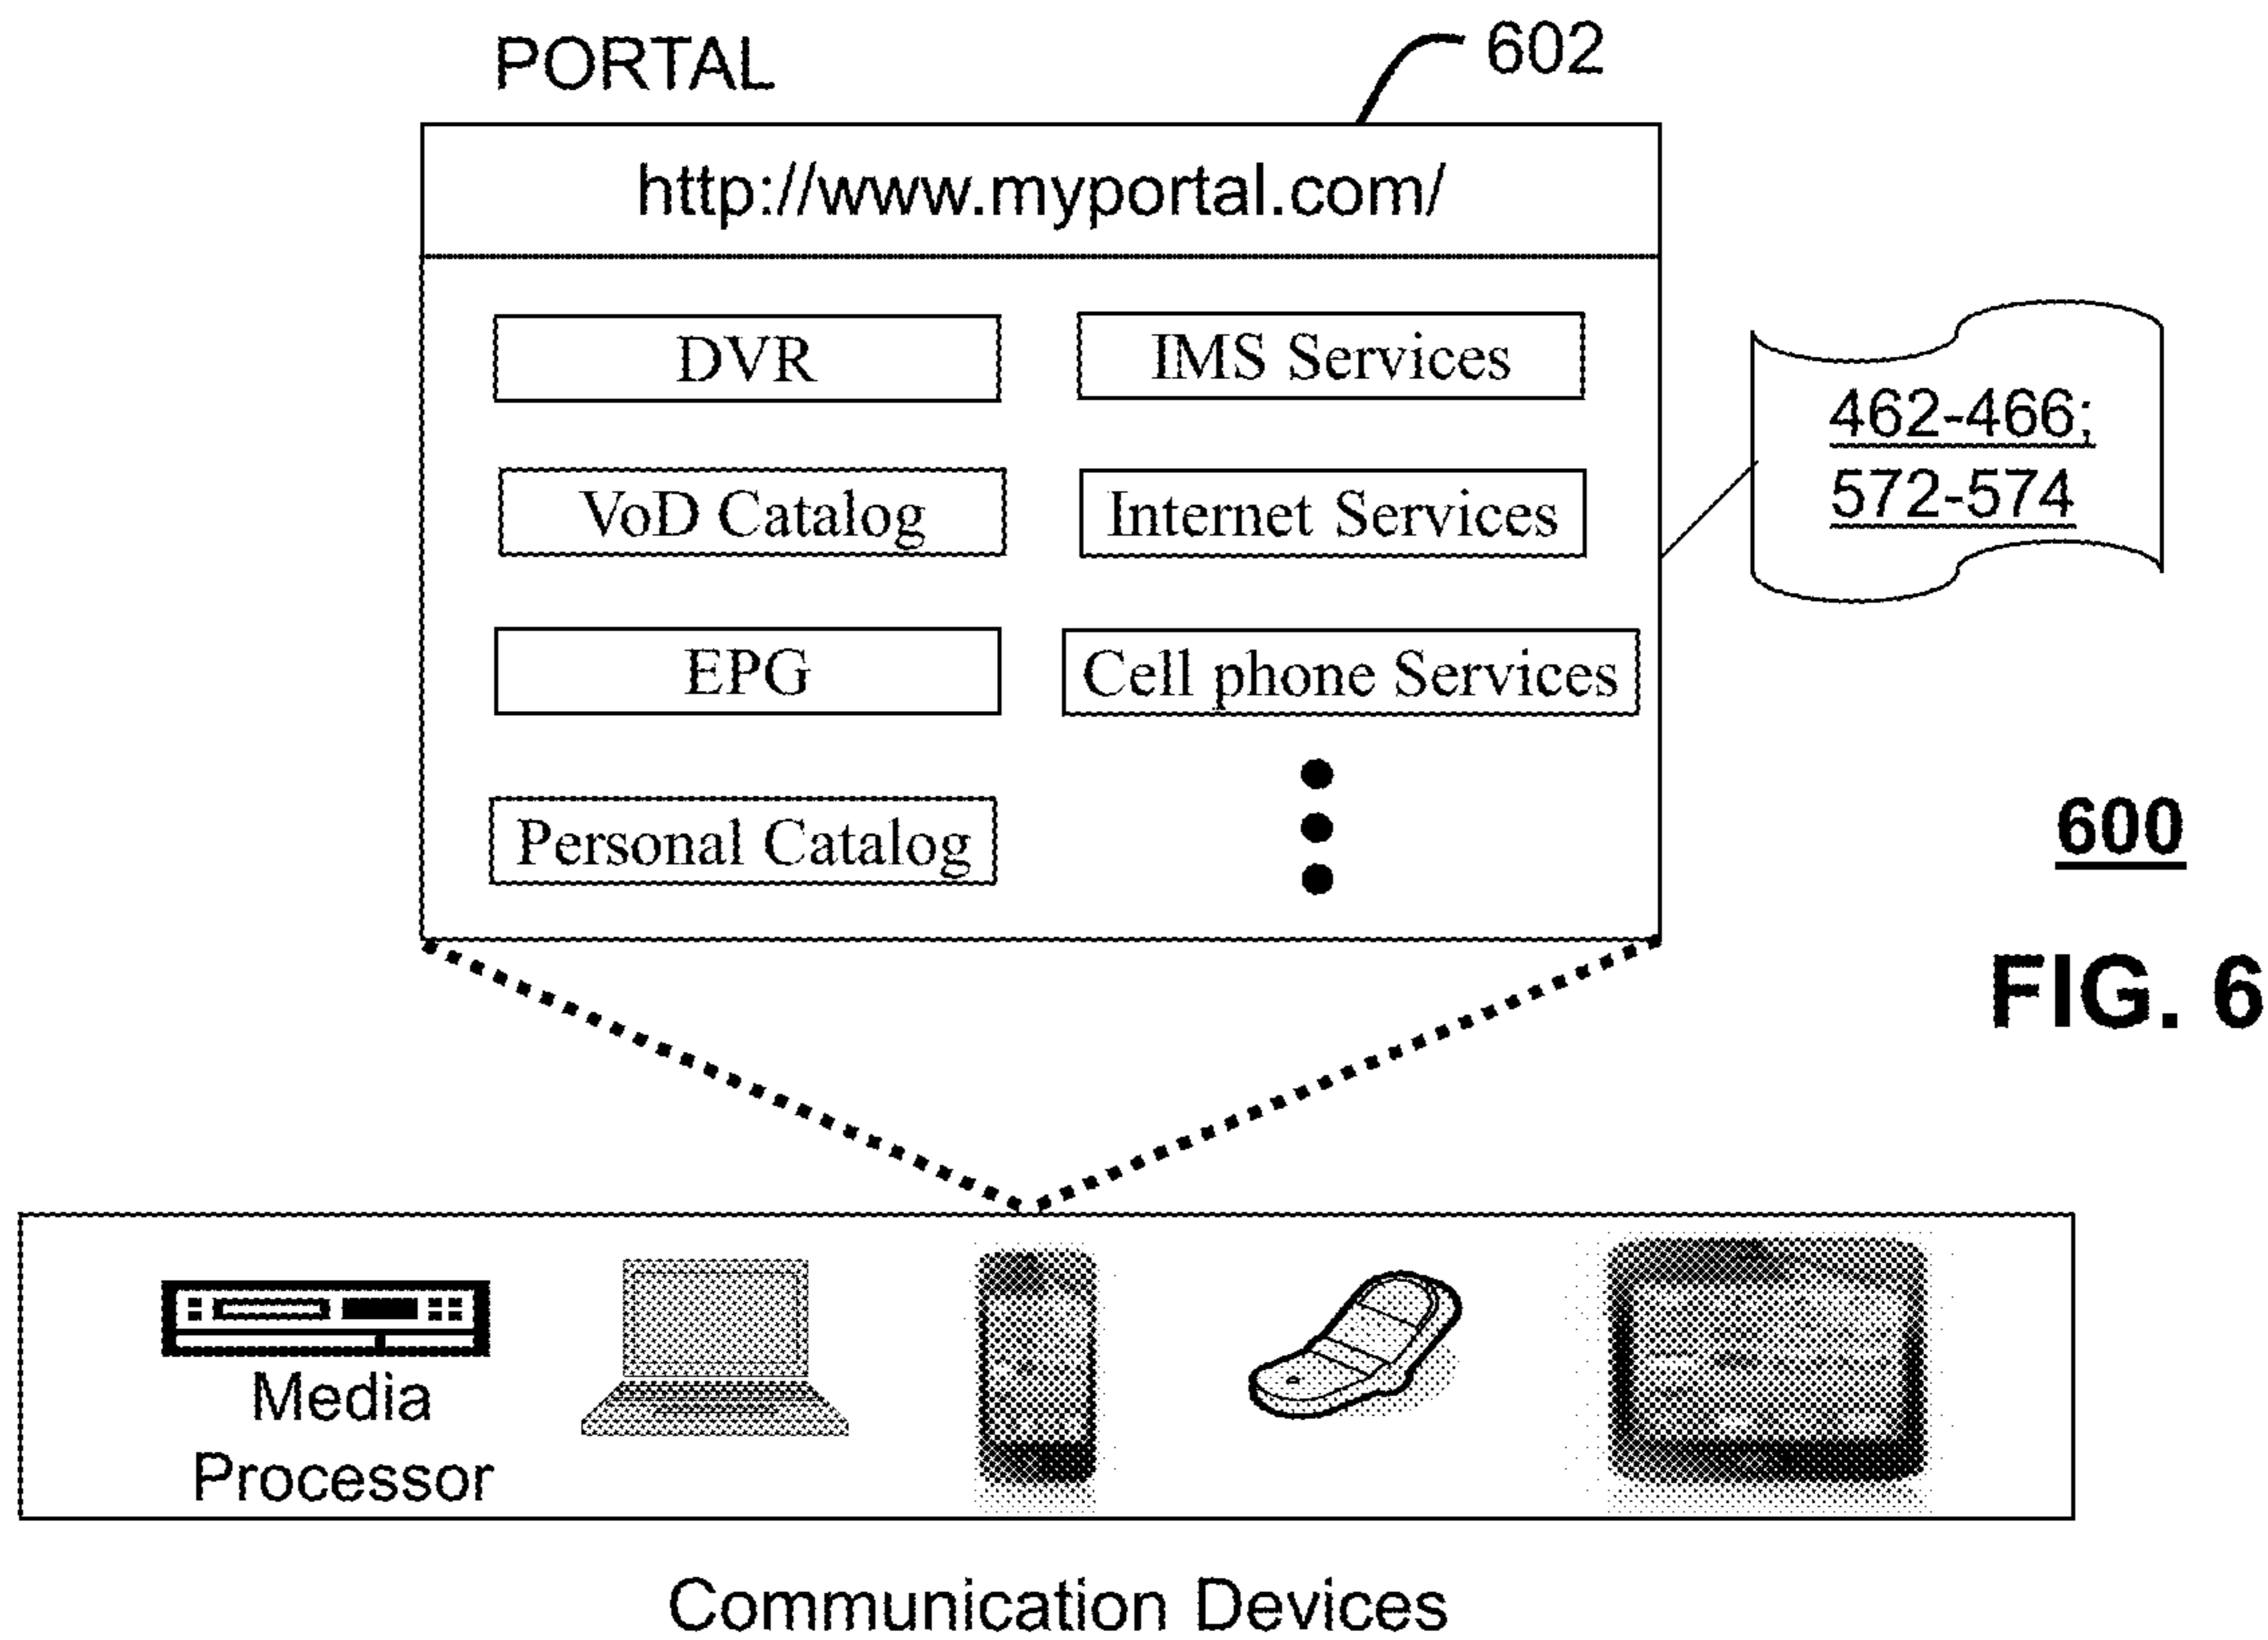 PORTAL
602
http://www.myportal.com/
DVR
IMS Services
VoD Catalog
Internet Services
EPG
Cell phone Services
Personal Catalog
462-466;
572-574
600
FIG. 6
Media
Processor
Communication Devices